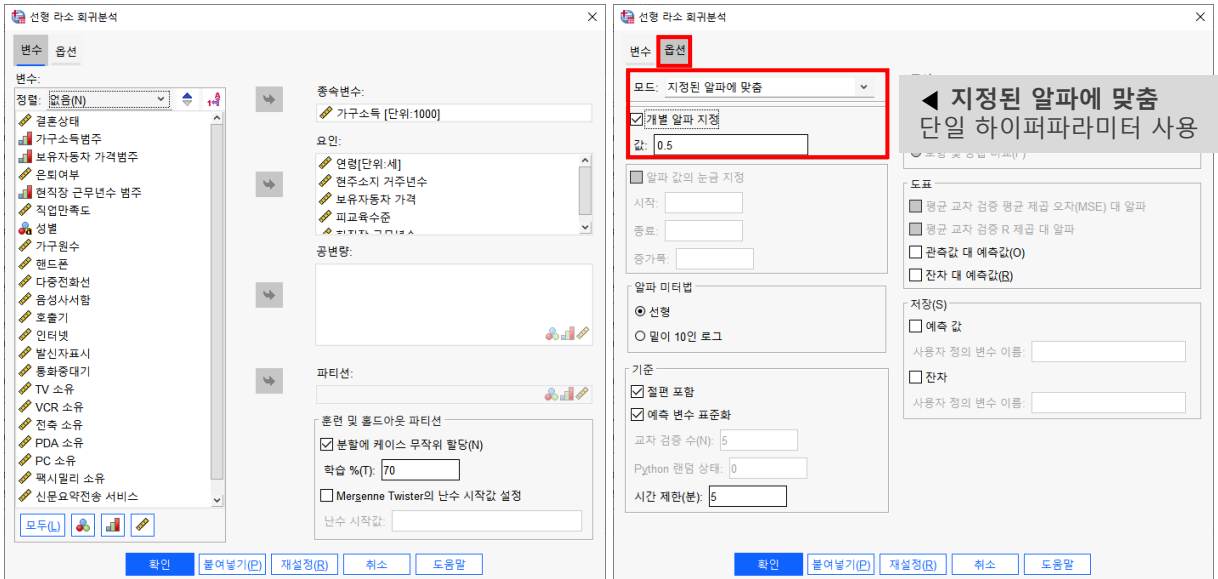 선형 라소 회귀분석
변수 옵션
변수:
정렬: 없음(N)
결혼상태
가구소득범주
보유자동차 가격범주
은퇴여부
현직장 근무년수 범주
직업만족도
성별
가구원수
핸드폰
다중전화선
음성사서함
호출기
인터넷
발신자표시
통화중대기
TV 소유
VCR 소유
전축 소유
PDA 소유
PC 소유
팩시밀리 소유
신문요약전송 서비스
모두(L)
종속변수:
가구소득 [단위:1000]
요인:
연령[단위:세]
현주소지 거주년수
보유자동차 가격
피교육수준
공변량:
파티션:
훈련 및 홀드아웃 파티션
분할에 케이스 무작위 할당(N)
학습 %(T): 70
Mersenne Twister의 난수 시작값 설정
난수 시작값:
확인 붙여넣기(P) 재설정(R) 취소 도움말
선형 라소 회귀분석
변수 옵션
모드: 지정된 알파에 맞춤
개별 알파 지정
값: 0.5
알파 값의 눈금 지정
시작:
종료:
증가폭:
알파 미터법
선형
밑이 10인 로그
기준
절편 포함
예측 변수 표준화
교차 검증 수(N): 5
Python 랜덤 상태: 0
시간 제한(분): 5
◀ 지정된 알파에 맞춤
단일 하이퍼파라미터 사용
도표
평균 교차 검증 평균 제곱 오차(MSE) 대 알파
평균 교차 검증 R 제곱 대 알파
관측값 대 예측값(O)
잔차 대 예측값(R)
저장(S)
예측 값
사용자 정의 변수 이름:
잔차
사용자 정의 변수 이름:
확인 붙여넣기(P) 재설정(R) 취소 도움말